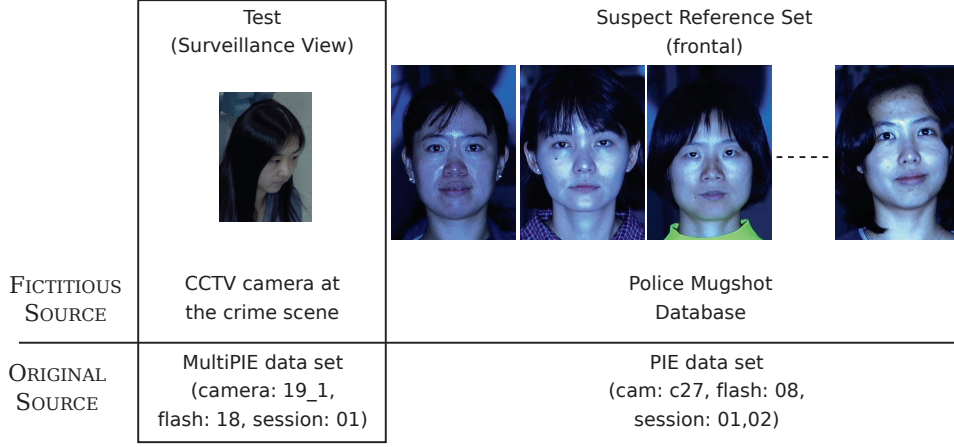 Test
(Surveillance View)
Suspect Reference Set
(frontal)
FICTITIOUS
SOURCE
CCTV camera at
the crime scene
Police Mugshot
Database
ORIGINAL
SOURCE
MultiPIE data set
(camera: 19_1,
flash: 18, session: 01)
PIE data set
(cam: c27, flash: 08,
session: 01,02)